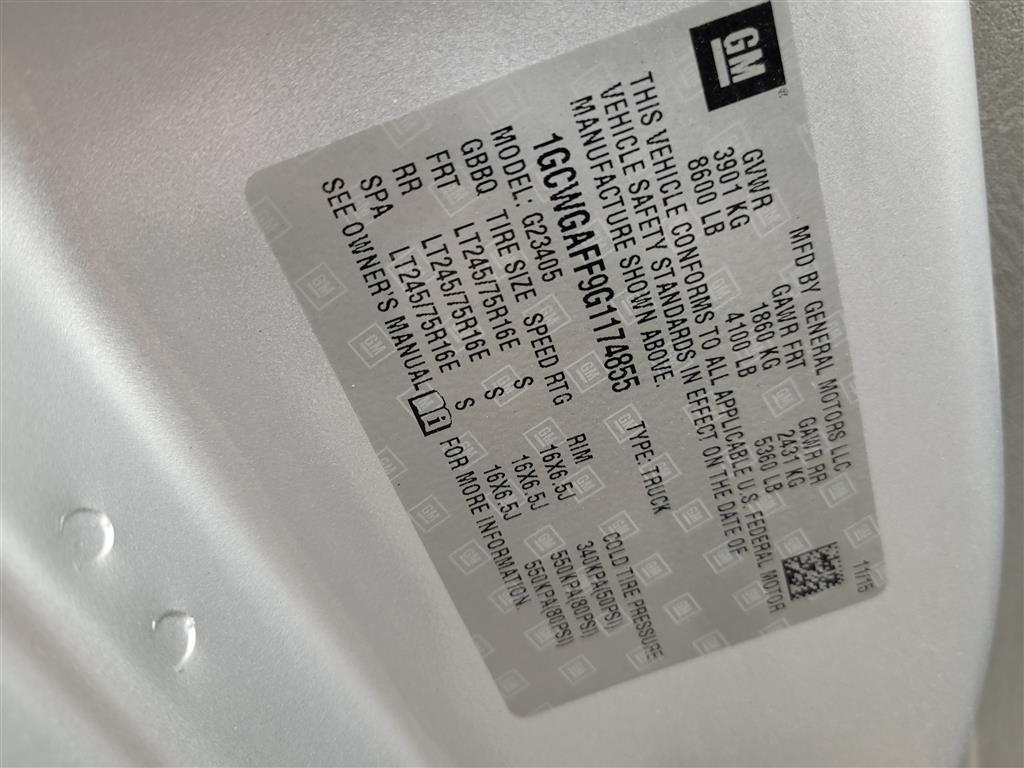 GM
MFD BY GENERAL MOTORS LLC 11/15
GVWR GAWR FRT GAWR RR
3901 KG 1860 KG 2431 KG
8600 LB 4100 LB 5360 LB
THIS VEHICLE CONFORMS TO ALL APPLICABLE U.S. FEDERAL MOTOR
VEHICLE SAFETY STANDARDS IN EFFECT ON THE DATE OF
MANUFACTURE SHOWN ABOVE.
1GCWGAFF9G1174855 TYPE: TRUCK
MODEL: G23405
GBBQ TIRE SIZE SPEED RTG RIM COLD TIRE PRESSURE
FRT LT245/75R16E S 16X6.5J 340KPA(50PSI)
RR LT245/75R16E S 16X6.5J 550KPA(80PSI)
SPA LT245/75R16E S 16X6.5J 550KPA(80PSI)
SEE OWNER'S MANUAL FOR MORE INFORMATION